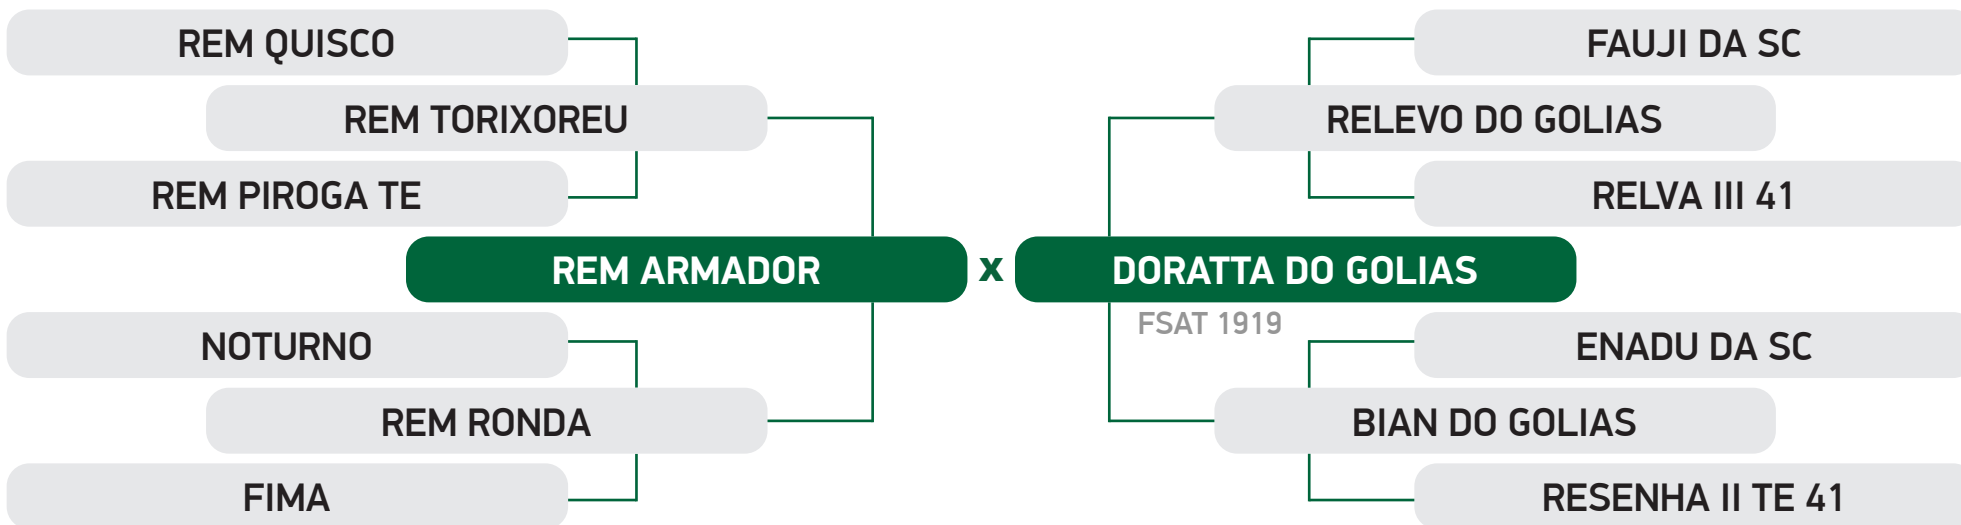 REM QUISCO
FAUJI DA SC
REM TORIXOREU
RELEVO DO GOLIAS
REM PIROGA TE
RELVA III 41
REM ARMADOR x DORATTA DO GOLIAS
FSAT 1919
NOTURNO
ENADU DA SC
REM RONDA
BIAN DO GOLIAS
FIMA
RESENHA II TE 41